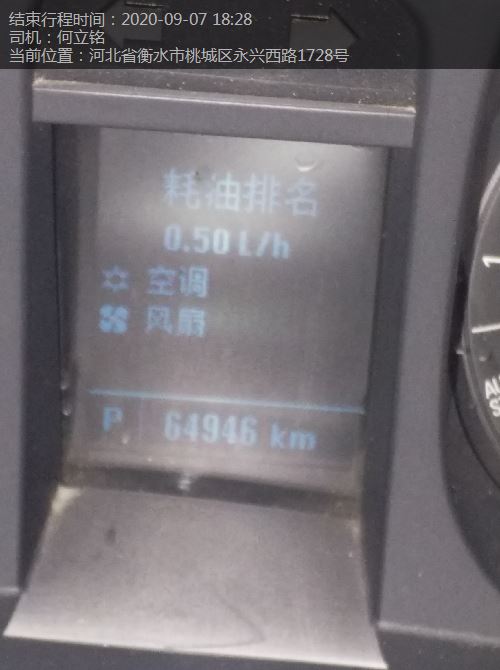 结束行程时间：2020-09-07 18:28
司机：何立铭
当前位置：河北省衡水市桃城区永兴西路1728号
耗油排名
0.50 L/h
空调
风扇
P 64946 km